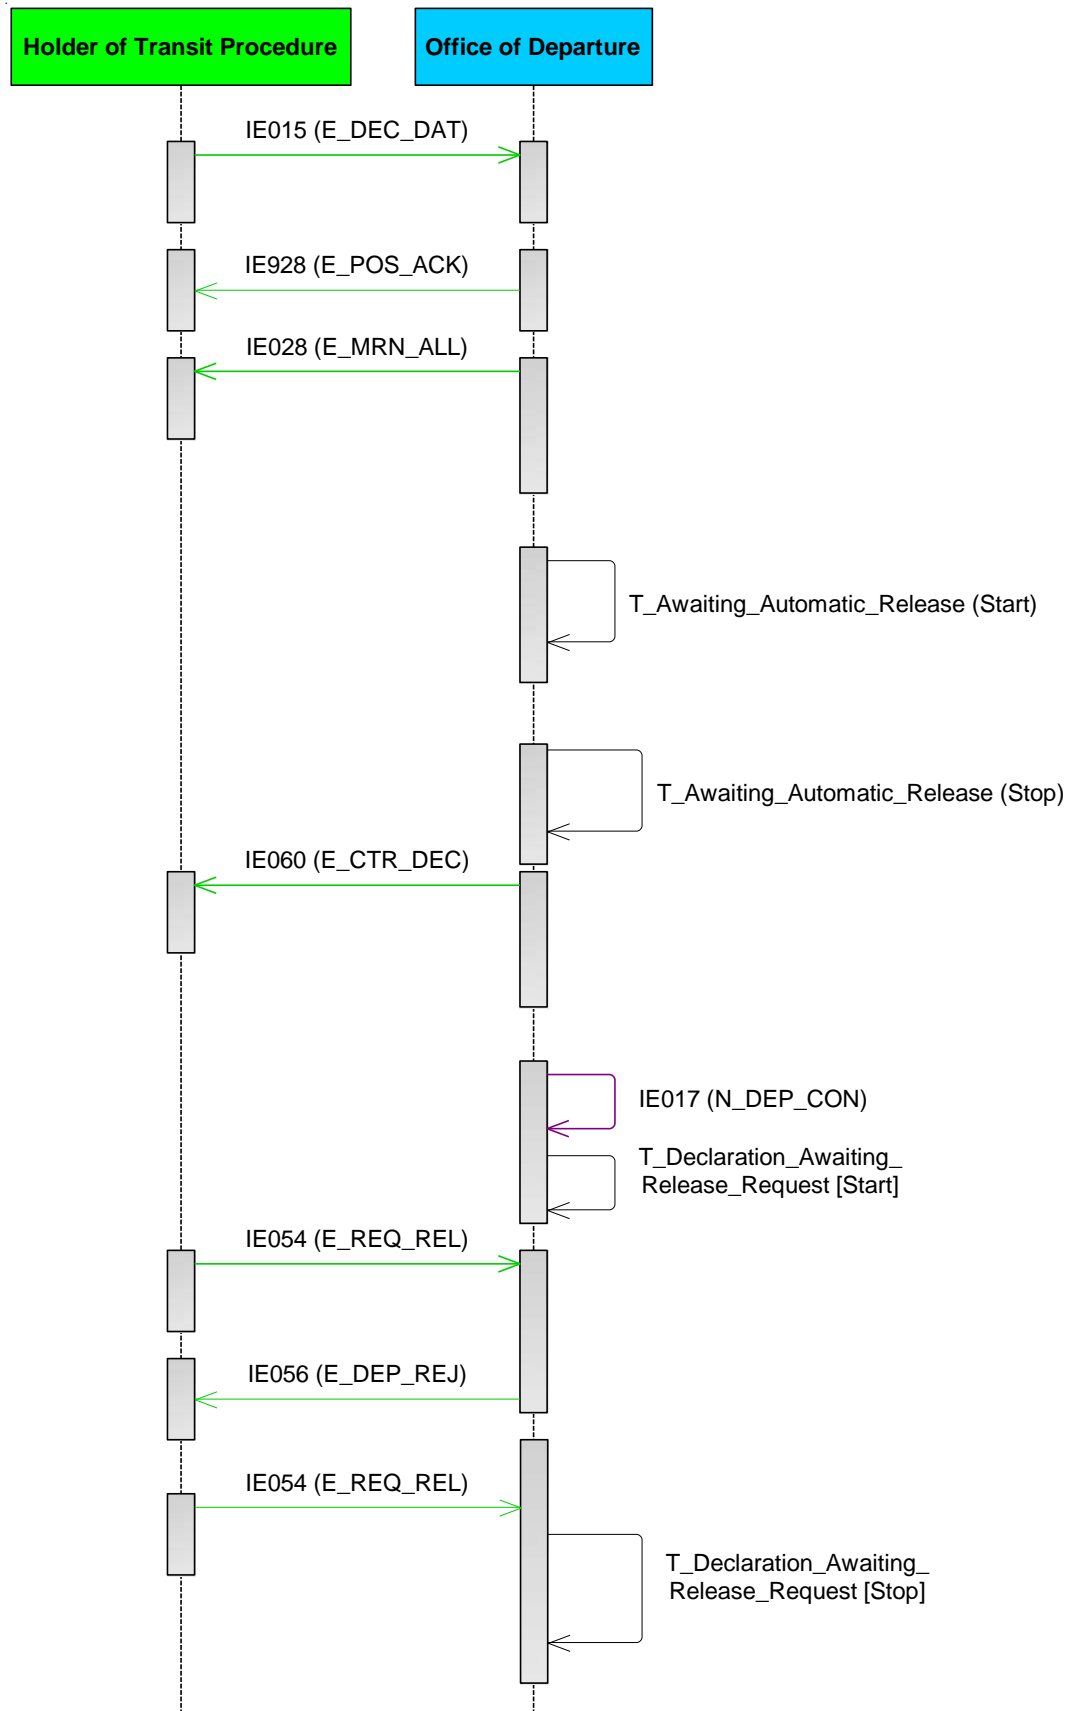 Holder of Transit Procedure
Office of Departure
IE015 (E_DEC_DAT)
IE928 (E_POS_ACK)
IE028 (E_MRN_ALL)
T_Awaiting_Automatic_Release (Start)
T_Awaiting_Automatic_Release (Stop)
IE060 (E_CTR_DEC)
IE017 (N_DEP_CON)
T_Declaration_Awaiting_
Release_Request [Start]
IE054 (E_REQ_REL)
IE056 (E_DEP_REJ)
IE054 (E_REQ_REL)
T_Declaration_Awaiting_
Release_Request [Stop]